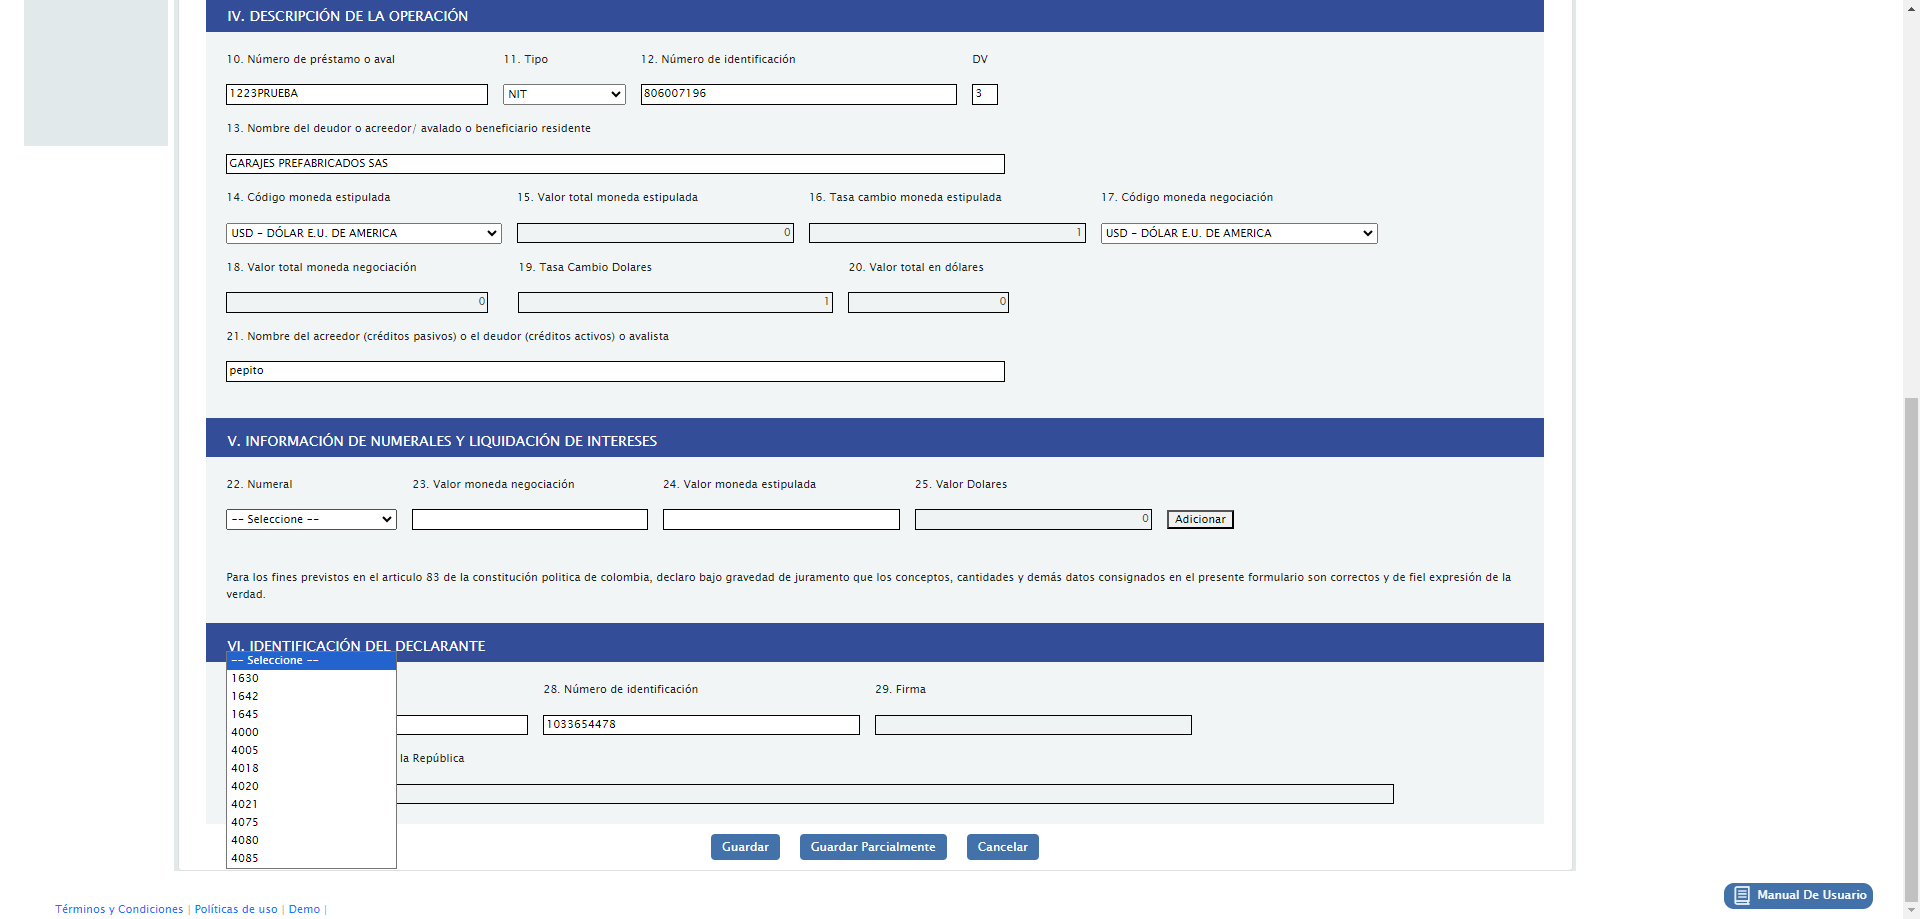 IV. DESCRIPCIÓN DE LA OPERACIÓN
10. Número de préstamo o aval 11. Tipo 12. Número de identificación DV
1223PRUEBA NIT 806007196 3
13. Nombre del deudor o acreedor/ avalado o beneficiario residente
GARAJES PREFABRICADOS SAS
14. Código moneda estipulada 15. Valor total moneda estipulada 16. Tasa cambio moneda estipulada 17. Código moneda negociación
USD - DÓLAR E.U. DE AMERICA 0 1 USD - DÓLAR E.U. DE AMERICA
18. Valor total moneda negociación 19. Tasa Cambio Dolares 20. Valor total en dólares
0 1 0
21. Nombre del acreedor (créditos pasivos) o el deudor (créditos activos) o avalista
pepito
V. INFORMACIÓN DE NUMERALES Y LIQUIDACIÓN DE INTERESES
22. Numeral 23. Valor moneda negociación 24. Valor moneda estipulada 25. Valor Dolares
-- Seleccione -- 0 Adicionar
Para los fines previstos en el articulo 83 de la constitución politica de colombia, declaro bajo gravedad de juramento que los conceptos, cantidades y demás datos consignados en el presente formulario son correctos y de fiel expresión de la
verdad.
VI. IDENTIFICACIÓN DEL DECLARANTE
-- Seleccione --
1630
1642
1645
4000
4005
4018
4020
4021
4075
4080
4085
28. Número de identificación 29. Firma
1033654478
la República
Guardar Guardar Parcialmente Cancelar
Manual De Usuario
Términos y Condiciones | Políticas de uso | Demo |